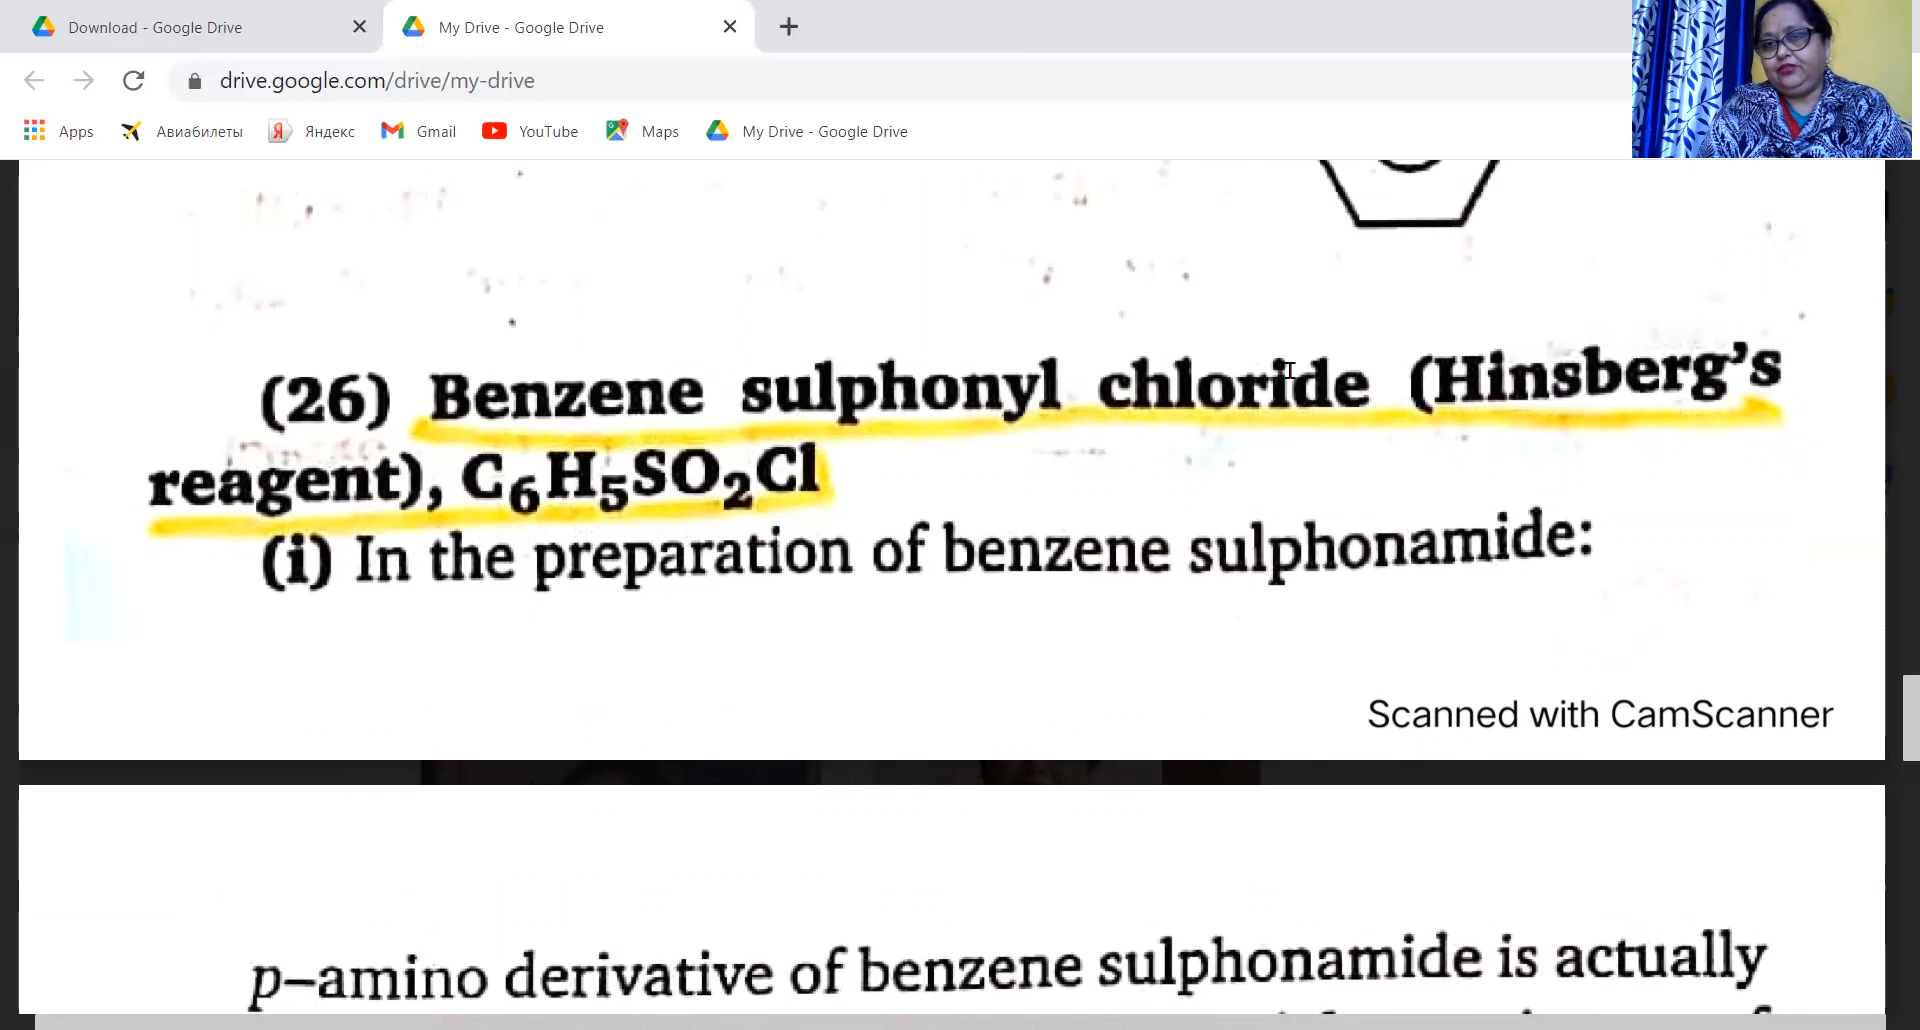 Download - Google Drive
My Drive - Google Drive
drive.google.com/drive/my-drive
Apps
Авиабилеты
Яндекс
Gmail
YouTube
Maps
My Drive - Google Drive
(26) Benzene sulphonyl chloride (Hinsberg's
reagent), C₆H₅SO₂Cl
(i) In the preparation of benzene sulphonamide:
Scanned with CamScanner
p–amino derivative of benzene sulphonamide is actually